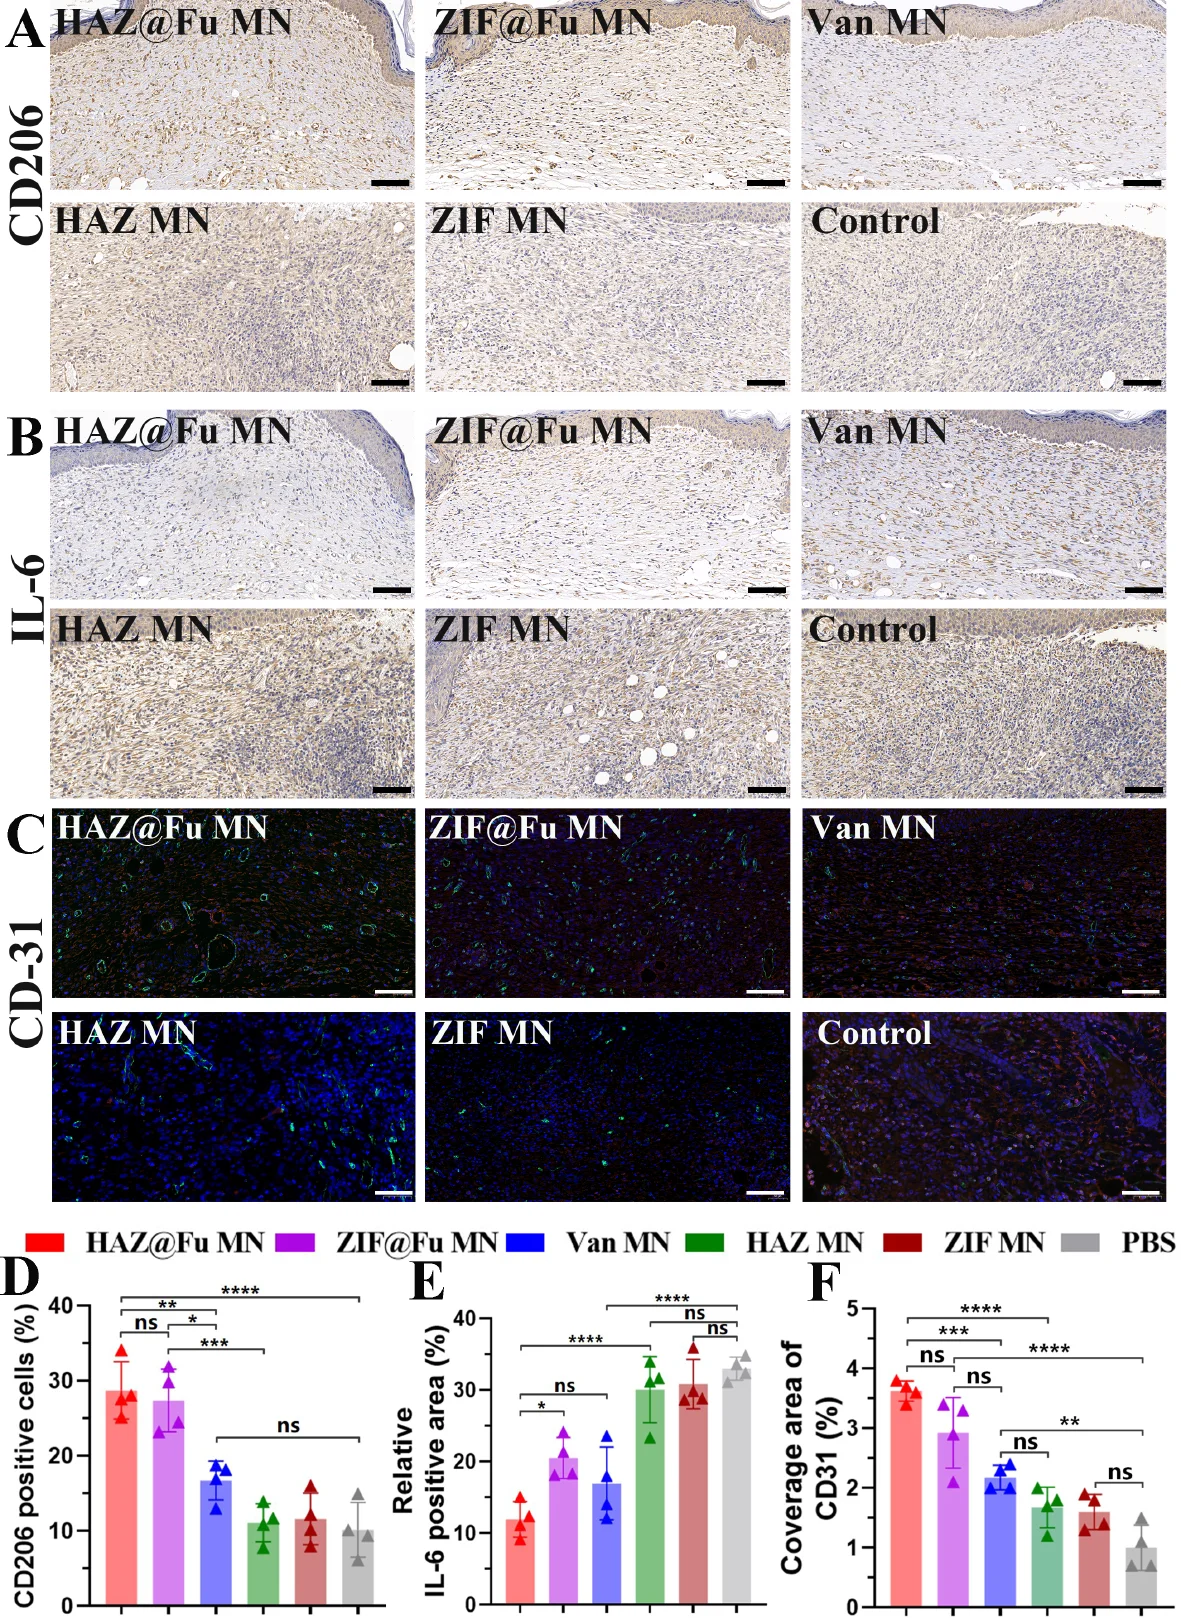 A
CD206
HAZ@Fu MN
ZIF@Fu MN
Van MN
HAZ MN
ZIF MN
Control
B
IL-6
HAZ@Fu MN
ZIF@Fu MN
Van MN
HAZ MN
ZIF MN
Control
C
CD-31
HAZ@Fu MN
ZIF@Fu MN
Van MN
HAZ MN
ZIF MN
Control
HAZ@Fu MN ZIF@Fu MN Van MN HAZ MN ZIF MN PBS
D
CD206 positive cells (%)
40
30
20
10
0
****
**
ns
*
***
ns
E
Relative
IL-6 positive area (%)
40
30
20
10
0
****
ns
ns
****
ns
*
F
Coverage area of
CD31 (%)
5
4
3
2
1
0
****
***
ns
****
ns
**
ns
ns